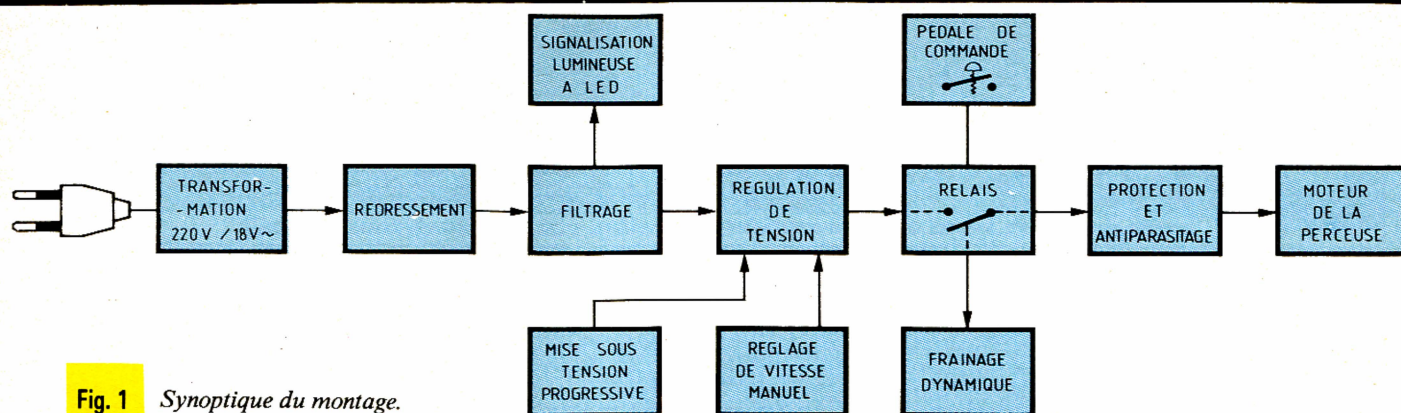 SIGNALISATION
LUMINEUSE
A LED
PEDALE DE
COMMANDE
TRANSFOR-
-MATION
220 V / 18V~
REDRESSEMENT
FILTRAGE
REGULATION
DE
TENSION
RELAIS
PROTECTION
ET
ANTIPARASITAGE
MOTEUR
DE LA
PERCEUSE
MISE SOUS
TENSION
PROGRESSIVE
REGLAGE
DE VITESSE
MANUEL
FRAINAGE
DYNAMIQUE
Fig. 1 Synoptique du montage.